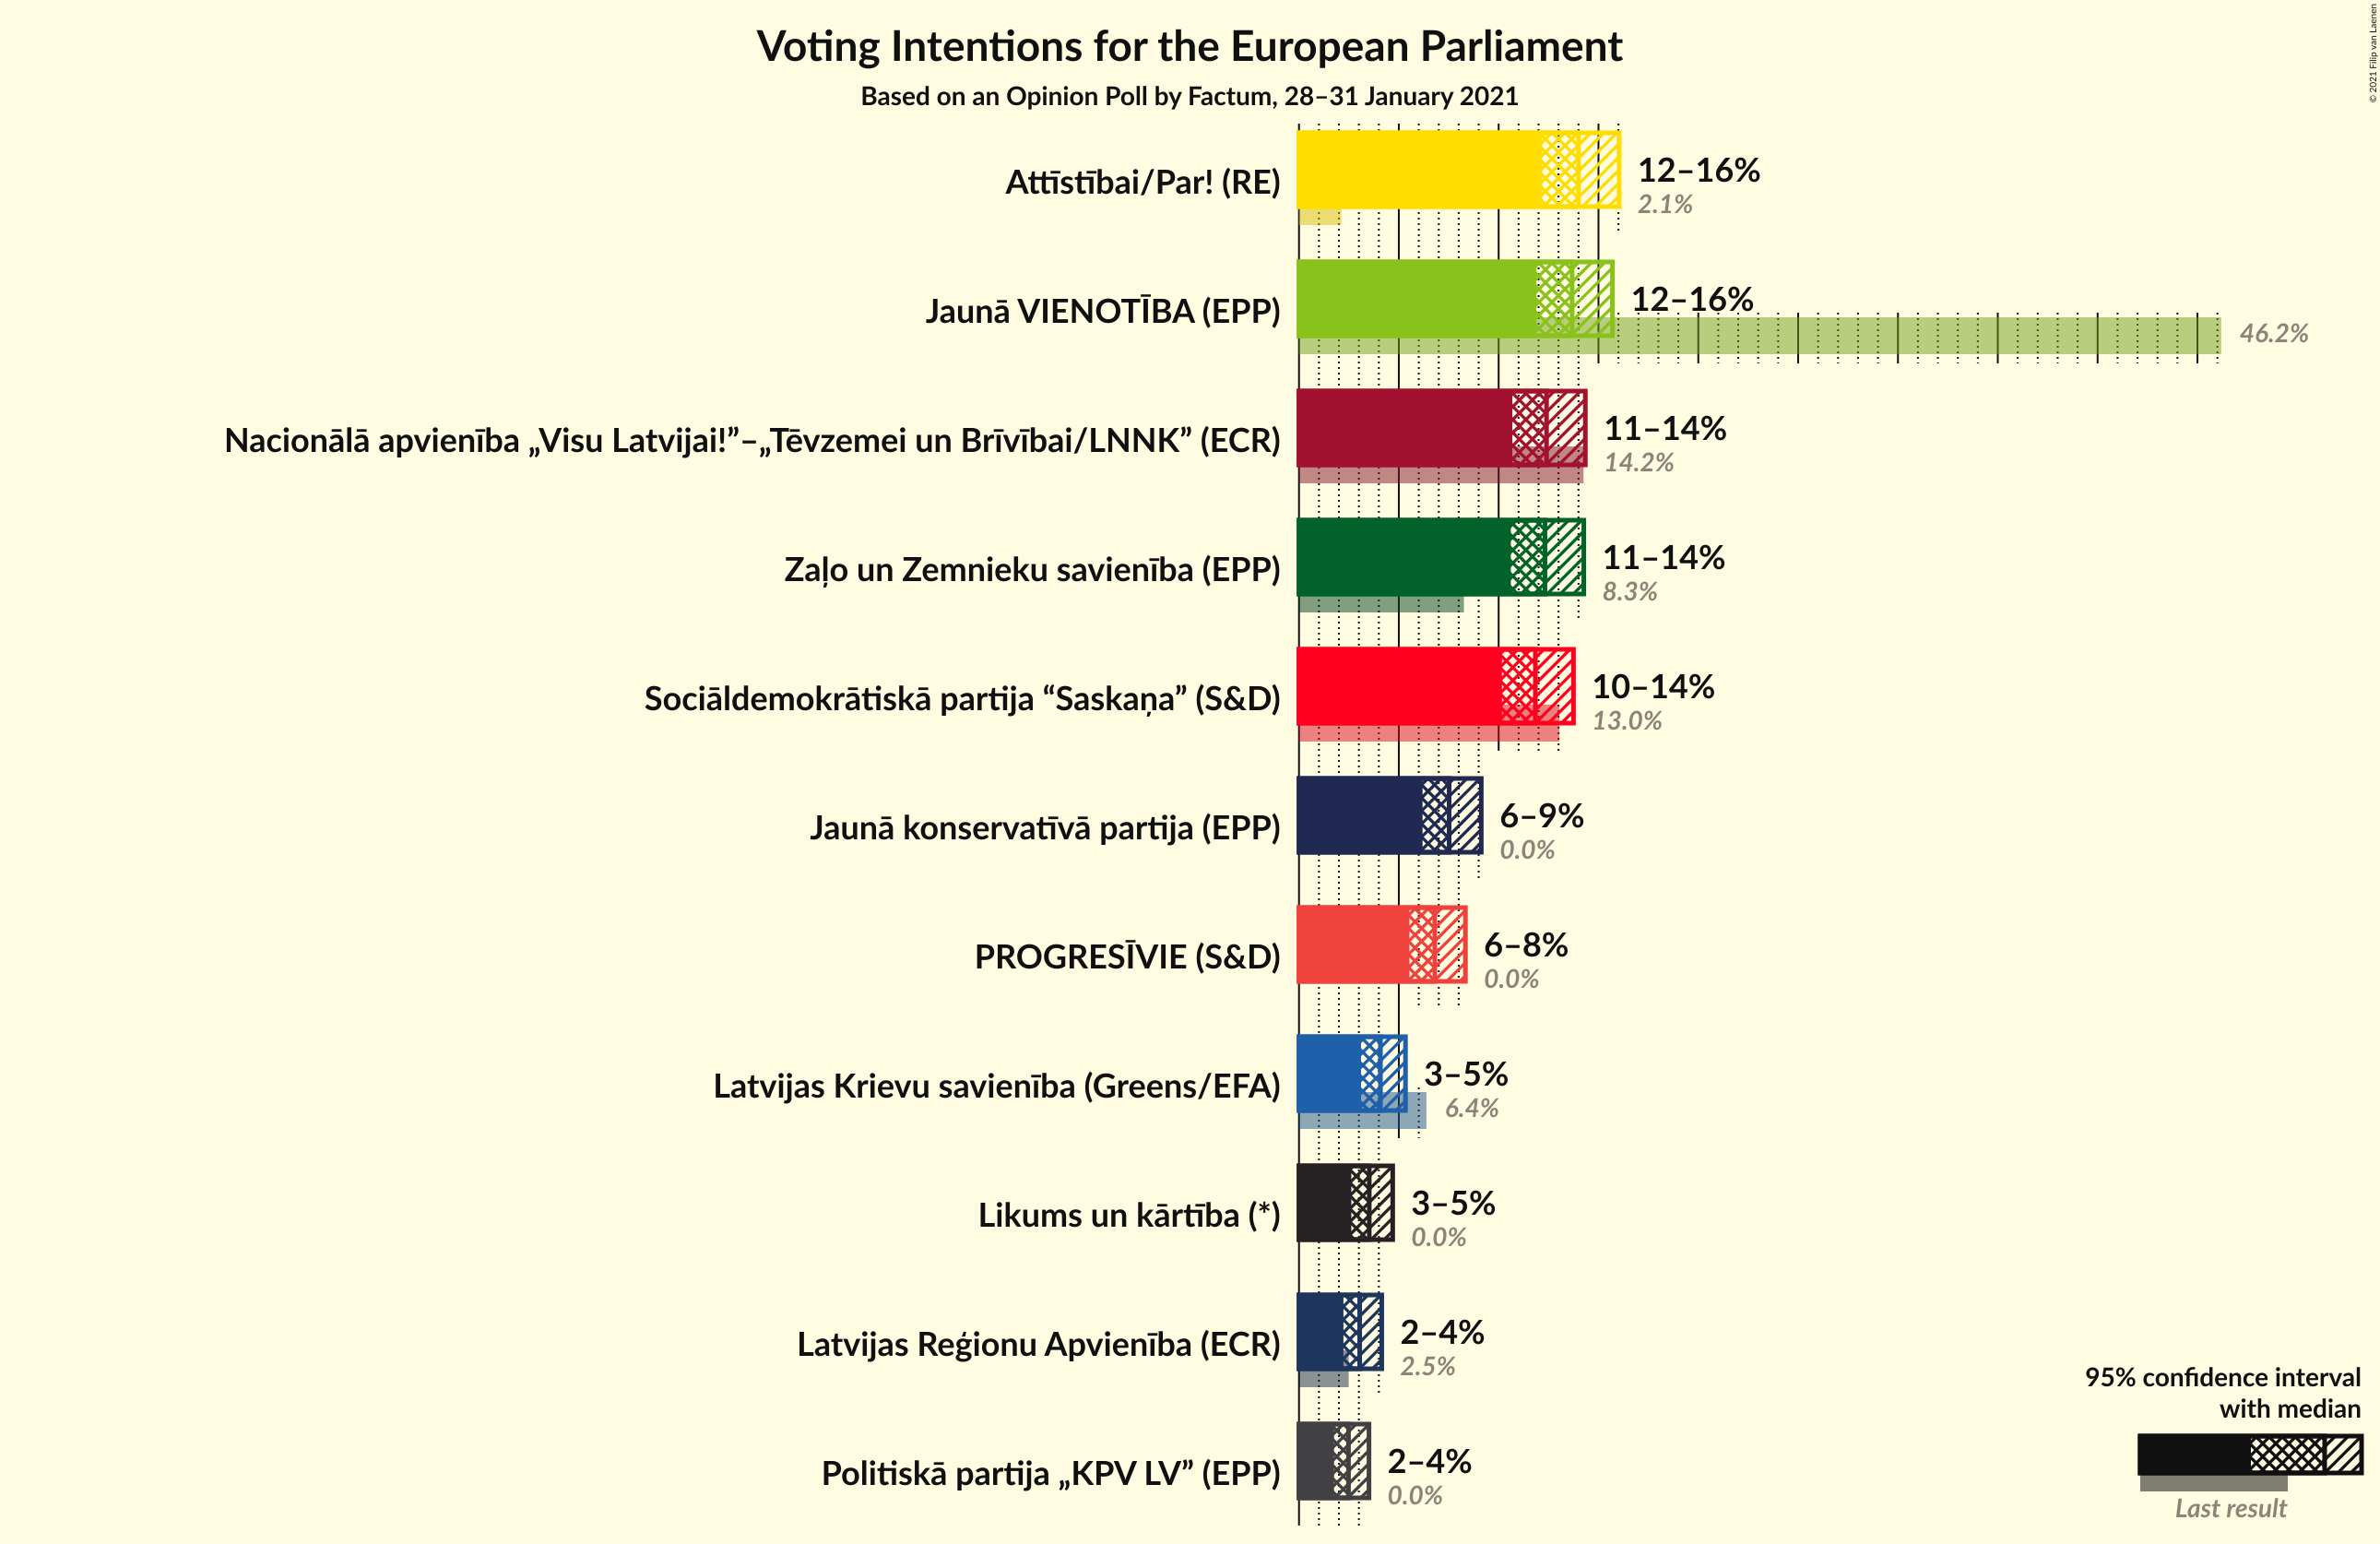 Voting Intentions for the European Parliament
Based on an Opinion Poll by Factum, 28–31 January 2021
© 2021 Filip van Laenen
Attīstībai/Par! (RE)
12–16%
2.1%
Jaunā VIENOTĪBA (EPP)
12–16%
46.2%
Nacionālā apvienība „Visu Latvijai!”–„Tēvzemei un Brīvībai/LNNK” (ECR)
11–14%
14.2%
Zaļo un Zemnieku savienība (EPP)
11–14%
8.3%
Sociāldemokrātiskā partija “Saskaņa” (S&D)
10–14%
13.0%
Jaunā konservatīvā partija (EPP)
6–9%
0.0%
PROGRESĪVIE (S&D)
6–8%
0.0%
Latvijas Krievu savienība (Greens/EFA)
3–5%
6.4%
Likums un kārtība (*)
3–5%
0.0%
Latvijas Reģionu Apvienība (ECR)
2–4%
2.5%
Politiskā partija „KPV LV” (EPP)
2–4%
0.0%
95% confidence interval
with median
Last result